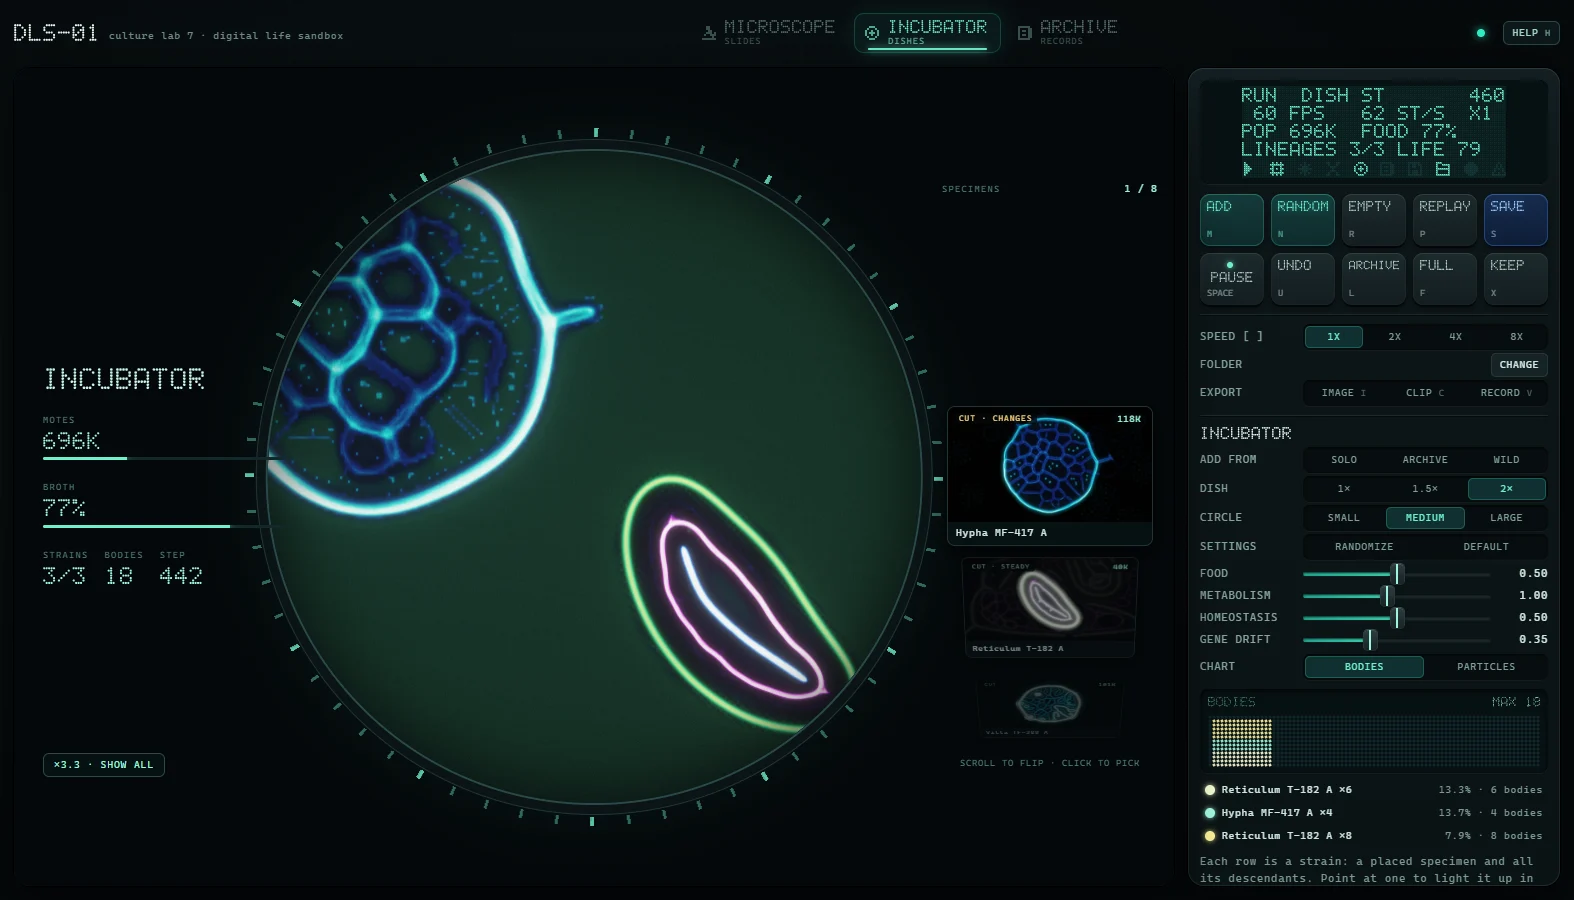 DLS-01 culture lab 7 · digital life sandbox
MICROSCOPE
SLIDES
INCUBATOR
DISHES
ARCHIVE
RECORDS
HELP H
RUN DISH ST 460
60 FPS 62 ST/S X1
POP 696K FOOD 77%
LINEAGES 3/3 LIFE 79
ADD
M
RANDOM
N
EMPTY
R
REPLAY
P
SAVE
S
PAUSE
SPACE
UNDO
U
ARCHIVE
L
FULL
F
KEEP
X
SPEED [ ] 1X 2X 4X 8X
FOLDER CHANGE
EXPORT IMAGE I CLIP C RECORD V
INCUBATOR
ADD FROM SOLO ARCHIVE WILD
DISH 1× 1.5× 2×
CIRCLE SMALL MEDIUM LARGE
SETTINGS RANDOMIZE DEFAULT
FOOD 0.50
METABOLISM 1.00
HOMEOSTASIS 0.50
GENE DRIFT 0.35
CHART BODIES PARTICLES
BODIES MAX 18
Reticulum T-182 A ×6 13.3% · 6 bodies
Hypha MF-417 A ×4 13.7% · 4 bodies
Reticulum T-182 A ×8 7.9% · 8 bodies
Each row is a strain: a placed specimen and all
its descendants. Point at one to light it up in
INCUBATOR
MOTES
696K
BROTH
77%
STRAINS BODIES STEP
3/3 18 442
×3.3 · SHOW ALL
SPECIMENS 1 / 8
CUT · CHANGES 118K
Hypha MF-417 A
CUT · STEADY 40K
Reticulum T-182 A
CUT
SCROLL TO FLIP · CLICK TO PICK